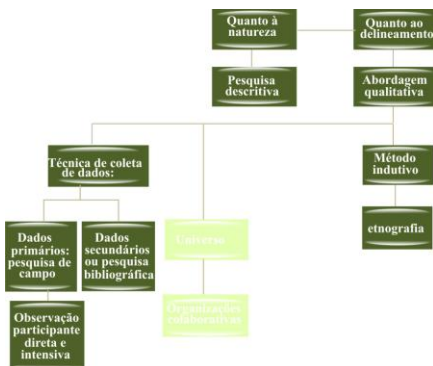 Quanto à
natureza
Quanto ao
delineamento
Pesquisa
descritiva
Abordagem
qualitativa
Técnica de coleta
de dados:
Universo
Método
indutivo
Dados
primários:
pesquisa de
campo
Dados
secundários
ou pesquisa
bibliográfica
Organizações
colaborativas
etnografia
Observação
participante
direta e
intensiva